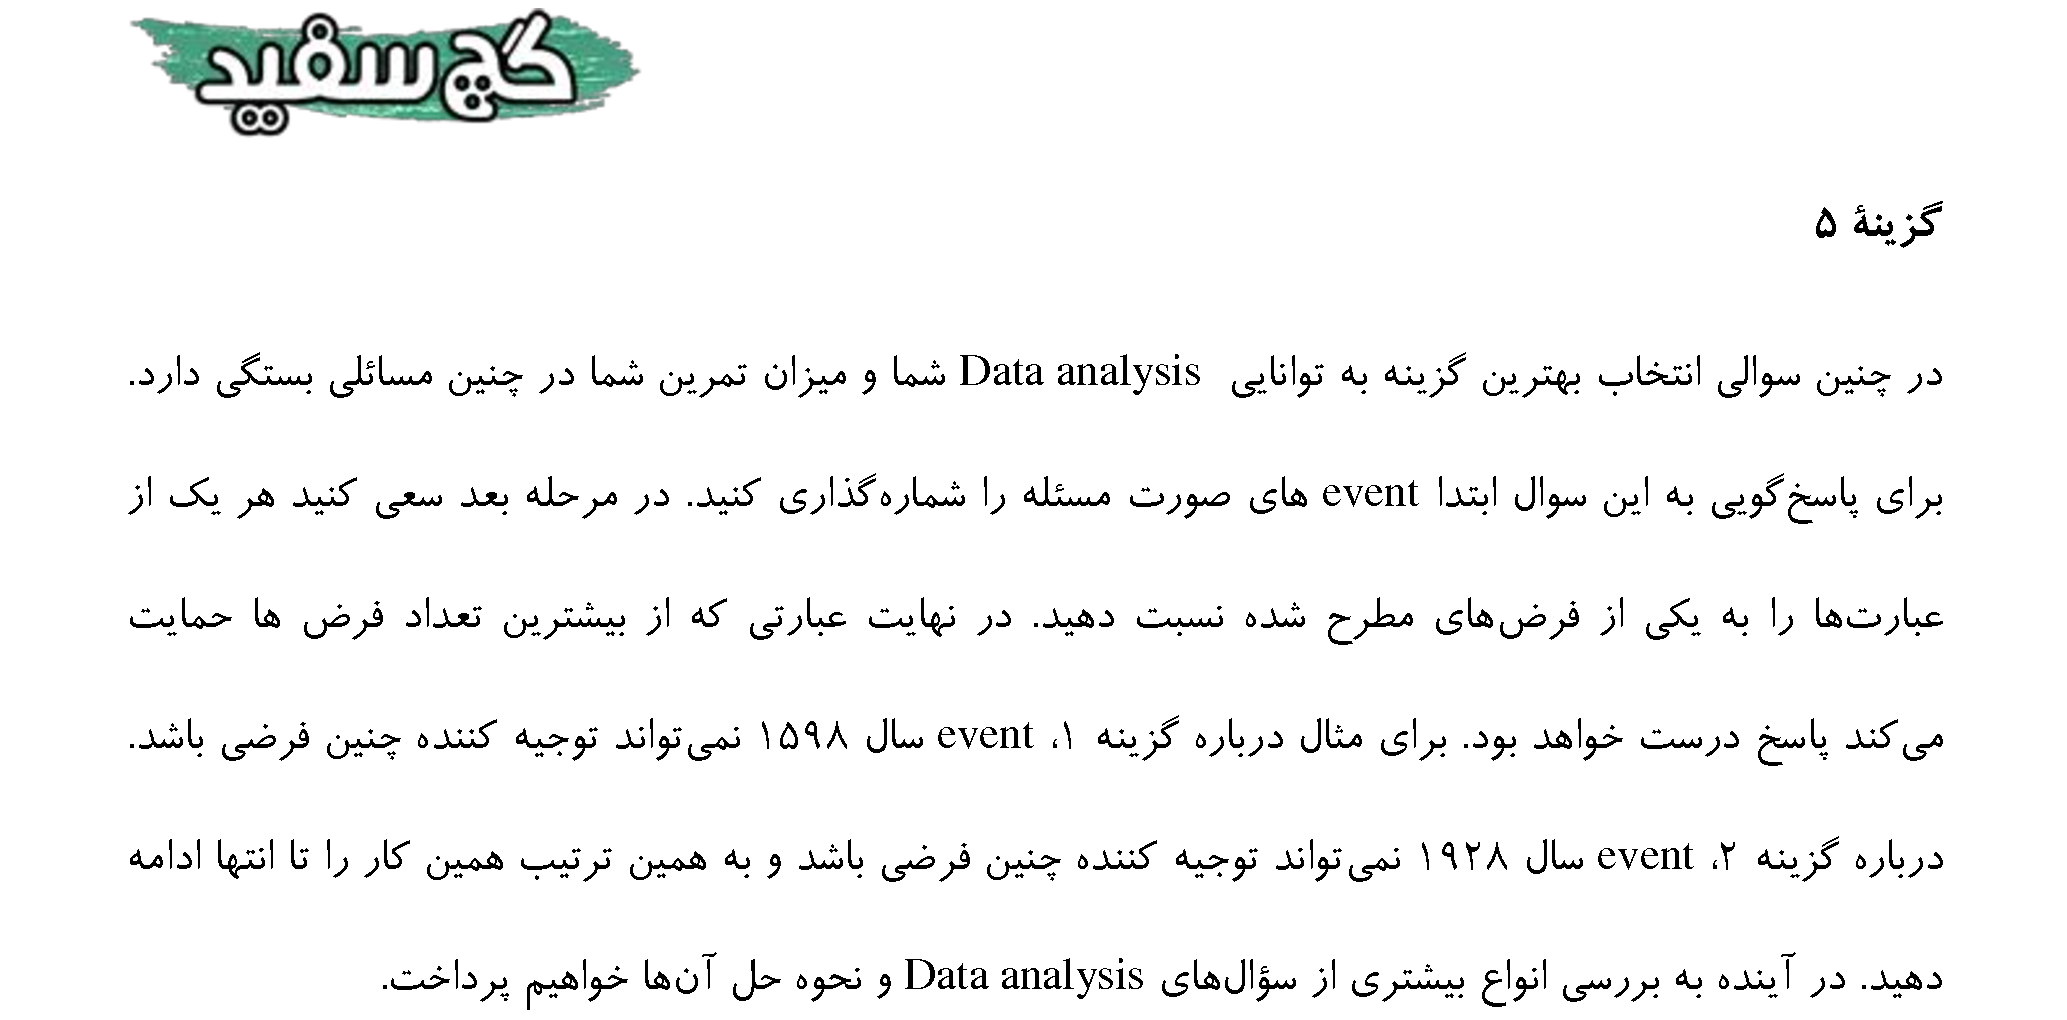 گچ سفید
گزینهٔ ۵
در چنین سوالی انتخاب بهترین گزینه به توانایی Data analysis شما و میزان تمرین شما در چنین مسائلی بستگی دارد.
برای پاسخ‌گویی به این سوال ابتدا event های صورت مسئله را شماره‌گذاری کنید. در مرحله بعد سعی کنید هر یک از
عبارت‌ها را به یکی از فرض‌های مطرح شده نسبت دهید. در نهایت عبارتی که از بیشترین تعداد فرض ها حمایت
می‌کند پاسخ درست خواهد بود. برای مثال درباره گزینه ۱، event سال ۱۵۹۸ نمی‌تواند توجیه کننده چنین فرضی باشد.
درباره گزینه ۲، event سال ۱۹۲۸ نمی‌تواند توجیه کننده چنین فرضی باشد و به همین ترتیب همین کار را تا انتها ادامه
دهید. در آینده به بررسی انواع بیشتری از سؤال‌های Data analysis و نحوه حل آن‌ها خواهیم پرداخت.